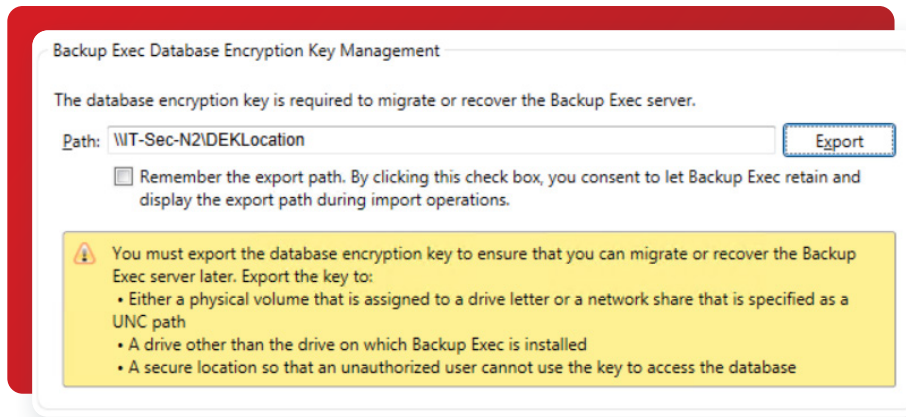 Backup Exec Database Encryption Key Management
The database encryption key is required to migrate or recover the Backup Exec server.
Path: \\IT-Sec-N2\DEKLocation Export
Remember the export path. By clicking this check box, you consent to let Backup Exec retain and
display the export path during import operations.
You must export the database encryption key to ensure that you can migrate or recover the Backup
Exec server later. Export the key to:
• Either a physical volume that is assigned to a drive letter or a network share that is specified as a
UNC path
• A drive other than the drive on which Backup Exec is installed
• A secure location so that an unauthorized user cannot use the key to access the database